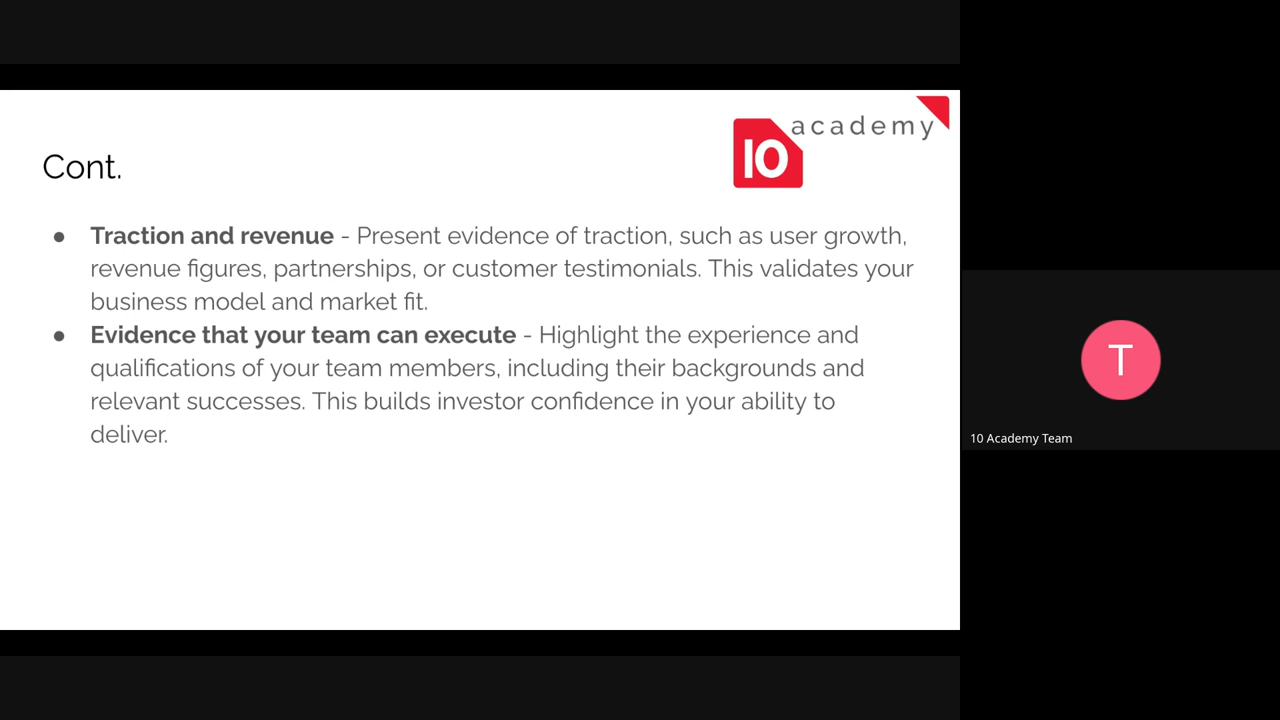 academy
10
Cont.
● Traction and revenue - Present evidence of traction, such as user growth,
revenue figures, partnerships, or customer testimonials. This validates your
business model and market fit.
● Evidence that your team can execute - Highlight the experience and
qualifications of your team members, including their backgrounds and
relevant successes. This builds investor confidence in your ability to
deliver.
T
10 Academy Team